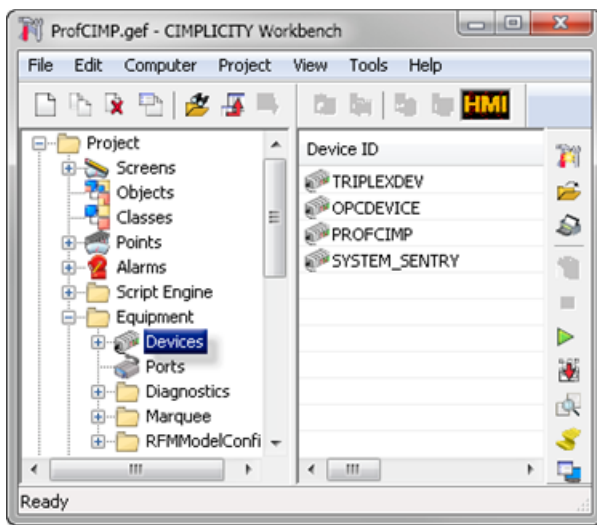 ProfCIMP.gef - CIMPLICITY Workbench
File Edit Computer Project View Tools Help
HMI
Project
Screens
Objects
Classes
Points
Alarms
Script Engine
Equipment
Devices
Ports
Diagnostics
Marquee
RFMModelConfi
Device ID
TRIPLEXDEV
OPCDEVICE
PROFCIMP
SYSTEM_SENTRY
Ready